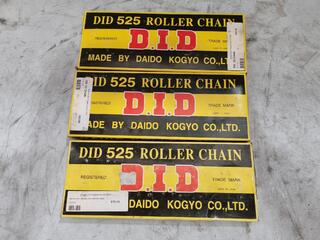 DID 525 ROLLER CHAIN
REGISTERED
D.I.D
TRADE MARK
MADE BY DAIDO KOGYO CO.,LTD.
DID 525 ROLLER CHAIN
D.I.D
TRADE MARK
MADE BY DAIDO KOGYO CO.,LTD.
DID 525 ROLLER CHAIN
REGISTERED
D.I.D
TRADE MARK
DAIDO KOGYO CO.,LTD.